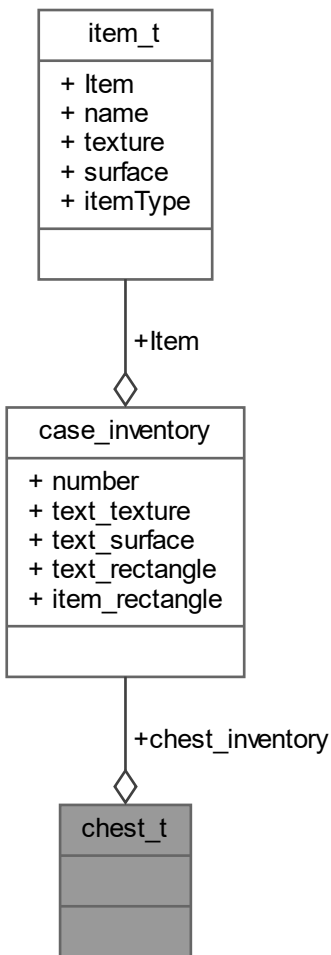 item_t
+ Item
+ name
+ texture
+ surface
+ itemType
+Item
case_inventory
+ number
+ text_texture
+ text_surface
+ text_rectangle
+ item_rectangle
+chest_inventory
chest_t